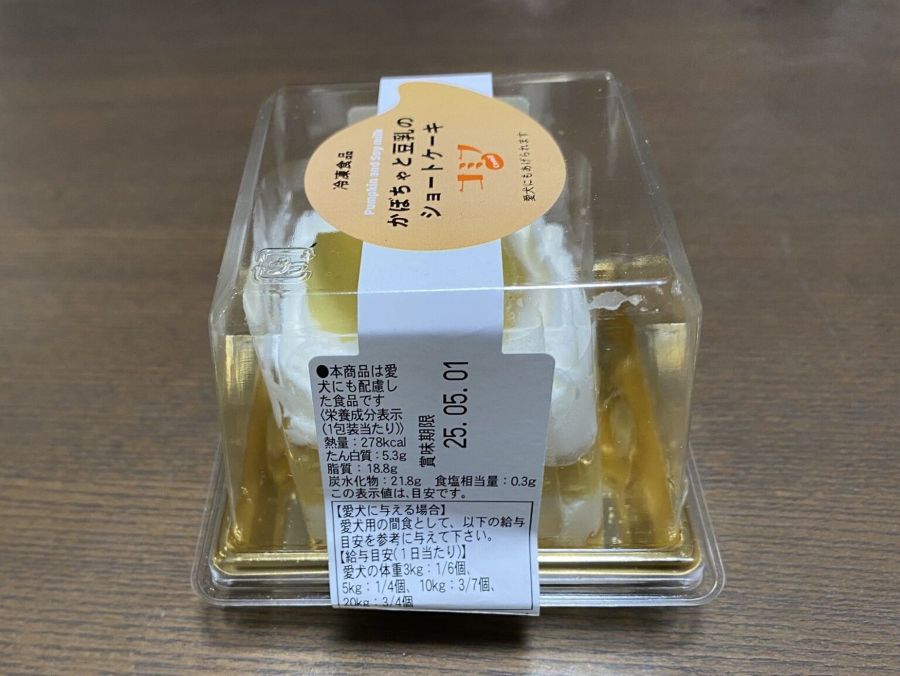 冷凍食品
Pumpkin and Soy milk
かぼちゃと豆乳の
ショートケーキ
コミフ
愛犬にもあげられます
●本商品は愛
犬にも配慮し
た食品です
〈栄養成分表示
(1包装当たり)〉
熱量：278kcal
たん白質：5.3g
脂質：18.8g
炭水化物：21.8g 食塩相当量：0.3g
この表示値は、目安です。
賞味期限
25.05.01
【愛犬に与える場合】
愛犬用の間食として、以下の給与
目安を参考に与えて下さい。
【給与目安(1日当たり)】
愛犬の体重3kg：1/6個、
5kg：1/4個、10kg：3/7個、
20kg：3/4個